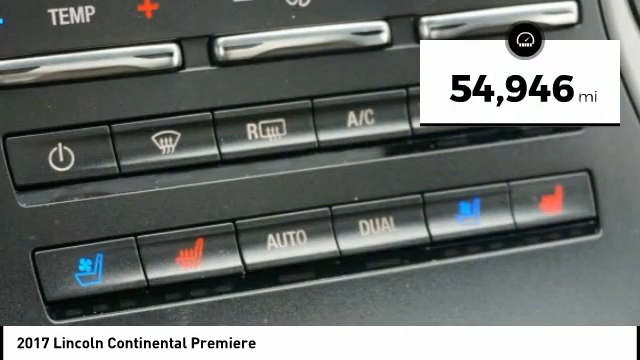 TEMP +
54,946 mi
R A/C
AUTO DUAL
2017 Lincoln Continental Premiere